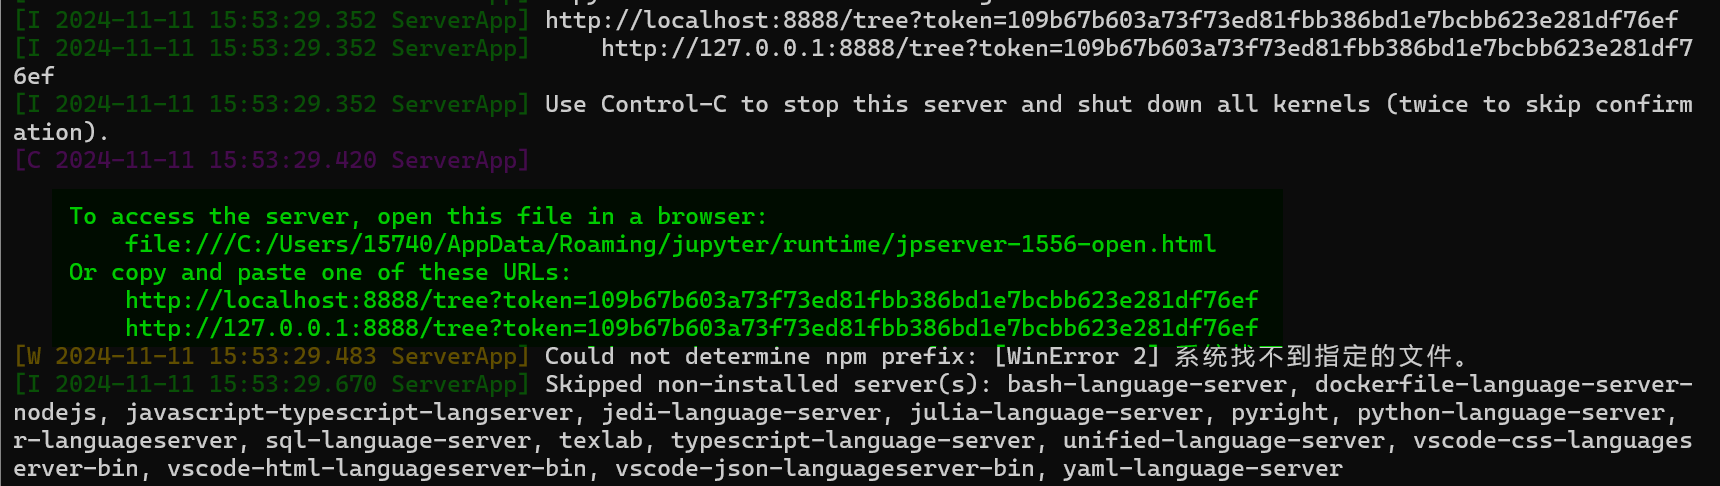 [I 2024-11-11 15:53:29.352 ServerApp] http://localhost:8888/tree?token=109b67b603a73f73ed81fbb386bd1e7bcbb623e281df76ef
[I 2024-11-11 15:53:29.352 ServerApp]     http://127.0.0.1:8888/tree?token=109b67b603a73f73ed81fbb386bd1e7bcbb623e281df7
6ef
[I 2024-11-11 15:53:29.352 ServerApp] Use Control-C to stop this server and shut down all kernels (twice to skip confirm
ation).
[C 2024-11-11 15:53:29.420 ServerApp]
To access the server, open this file in a browser:
file:///C:/Users/15740/AppData/Roaming/jupyter/runtime/jpserver-1556-open.html
Or copy and paste one of these URLs:
http://localhost:8888/tree?token=109b67b603a73f73ed81fbb386bd1e7bcbb623e281df76ef
http://127.0.0.1:8888/tree?token=109b67b603a73f73ed81fbb386bd1e7bcbb623e281df76ef
[W 2024-11-11 15:53:29.483 ServerApp] Could not determine npm prefix: [WinError 2] 系统找不到指定的文件。
[I 2024-11-11 15:53:29.670 ServerApp] Skipped non-installed server(s): bash-language-server, dockerfile-language-server-
nodejs, javascript-typescript-langserver, jedi-language-server, julia-language-server, pyright, python-language-server,
r-languageserver, sql-language-server, texlab, typescript-language-server, unified-language-server, vscode-css-languages
erver-bin, vscode-html-languageserver-bin, vscode-json-languageserver-bin, yaml-language-server